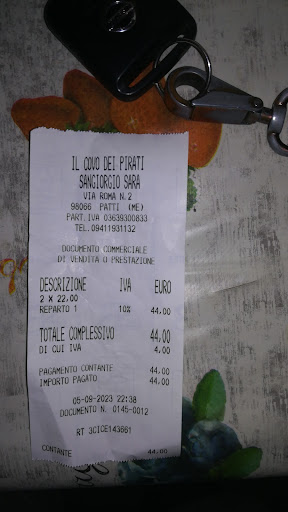 IL COVO DEI PIRATI
SANGIORGIO SARA
VIA ROMA N.2
98066 PATTI (ME)
PART.IVA 03639300833
TEL.09411931132
DOCUMENTO COMMERCIALE
DI VENDITA O PRESTAZIONE
DESCRIZIONE IVA EURO
2 X 22,00
REPARTO 1 10% 44,00
TOTALE COMPLESSIVO 44,00
DI CUI IVA 4,00
PAGAMENTO CONTANTE 44,00
IMPORTO PAGATO 44,00
05-09-2023 22:38
DOCUMENTO N. 0145-0012
RT 3CICE143661
CONTANTE 44,00